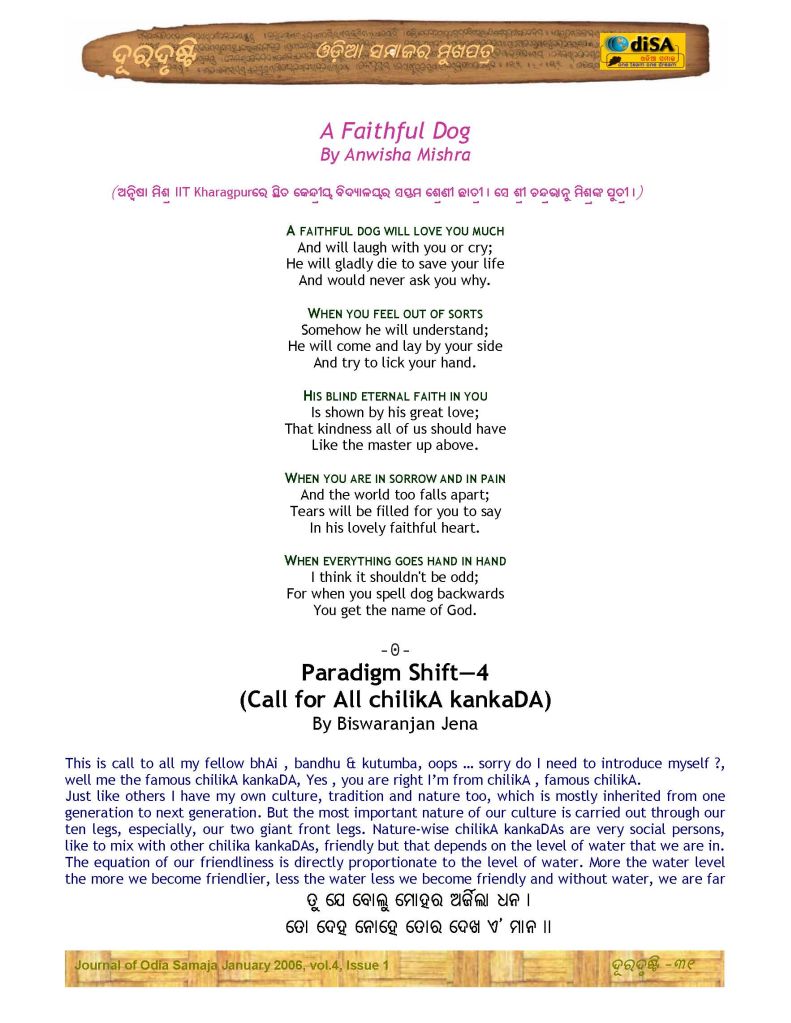 ଦୂରଦୃଷ୍ଟି
ଓଡ଼ିଆ ସମାଜର ମୁଖପତ୍ର
OdiSA
ଓଡ଼ିଆ ସମାଜ
one team one dream
A Faithful Dog
By Anwisha Mishra
(ଅନ୍ୱିଷା ମିଶ୍ର IIT Kharagpurରେ ସ୍ଥିତ କେନ୍ଦ୍ରୀୟ ବିଦ୍ୟାଳୟର ସପ୍ତମ ଶ୍ରେଣୀ ଛାତ୍ରୀ । ସେ ଶ୍ରୀ ଚନ୍ଦ୍ରଭାନୁ ମିଶ୍ରଙ୍କ ପୁତ୍ରୀ ।)
A FAITHFUL DOG WILL LOVE YOU MUCH
And will laugh with you or cry;
He will gladly die to save your life
And would never ask you why.
WHEN YOU FEEL OUT OF SORTS
Somehow he will understand;
He will come and lay by your side
And try to lick your hand.
HIS BLIND ETERNAL FAITH IN YOU
Is shown by his great love;
That kindness all of us should have
Like the master up above.
WHEN YOU ARE IN SORROW AND IN PAIN
And the world too falls apart;
Tears will be filled for you to say
In his lovely faithful heart.
WHEN EVERYTHING GOES HAND IN HAND
I think it shouldn't be odd;
For when you spell dog backwards
You get the name of God.
-0-
Paradigm Shift—4
(Call for All chilikA kankaDA)
By Biswaranjan Jena
This is call to all my fellow bhAi , bandhu & kutumba, oops … sorry do I need to introduce myself ?,
well me the famous chilikA kankaDA, Yes , you are right I’m from chilikA , famous chilikA.
Just like others I have my own culture, tradition and nature too, which is mostly inherited from one
generation to next generation. But the most important nature of our culture is carried out through our
ten legs, especially, our two giant front legs. Nature-wise chilikA kankaDAs are very social persons,
like to mix with other chilika kankaDAs, friendly but that depends on the level of water that we are in.
The equation of our friendliness is directly proportionate to the level of water. More the water level
the more we become friendlier, less the water less we become friendly and without water, we are far
ତୁ ଯେ ବୋଲୁ ମୋହର ଅର୍ଜିଲା ଧନ ।
ତୋ ଦେହ ନୋହେ ତୋର ଦେଖ ଏ’ ମାନ ॥
Journal of Odia Samaja January 2006, vol.4, Issue 1
ଦୂରଦୃଷ୍ଟି -୩୧